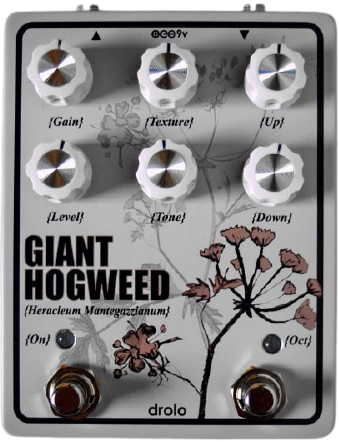 9v
{Gain} {Texture} {Up}
{Level} {Tone} {Down}
GIANT
HOGWEED
{Heracleum Mantegazzianum}
{On} {Oct}
drolo